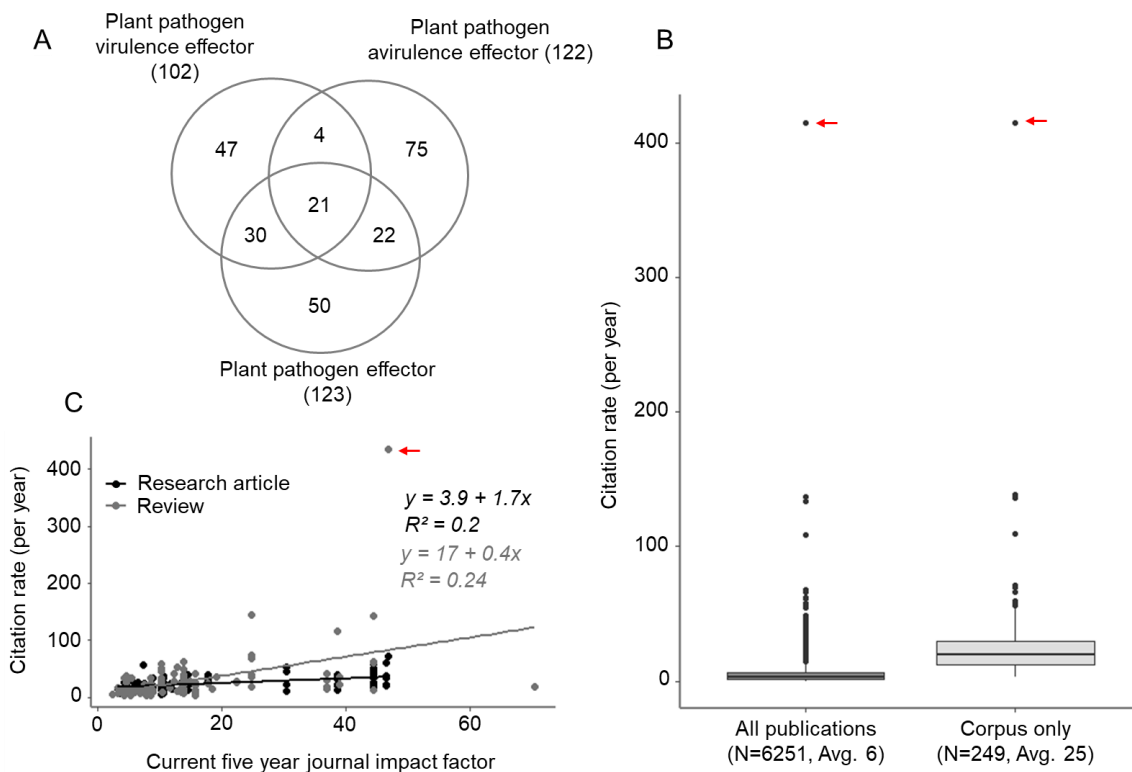 A
Plant pathogen
virulence effector
(102)
Plant pathogen
avirulence effector (122)
47
4
75
21
30
22
50
Plant pathogen effector
(123)
B
Citation rate (per year)
400
300
200
100
0
All publications
(N=6251, Avg. 6)
Corpus only
(N=249, Avg. 25)
C
Citation rate (per year)
400
300
200
100
0
Research article
Review
y = 3.9 + 1.7x
R² = 0.2
y = 17 + 0.4x
R² = 0.24
0
20
40
60
Current five year journal impact factor